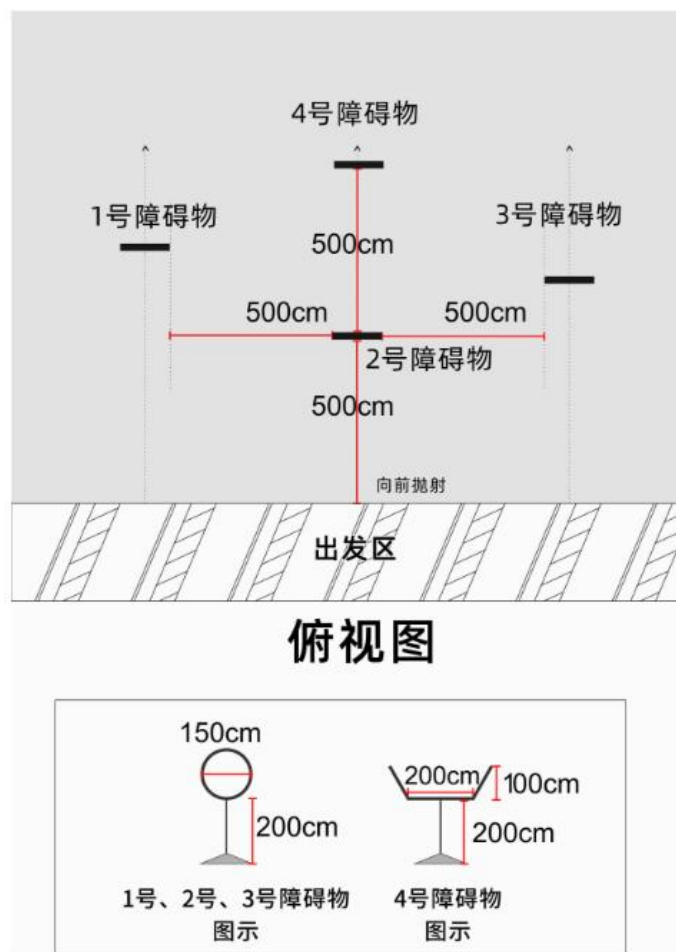 4号障碍物
1号障碍物
3号障碍物
500cm
500cm
500cm
2号障碍物
500cm
向前抛射
出发区
俯视图
150cm
200cm
200cm
100cm
200cm
1号、2号、3号障碍物
图示
4号障碍物
图示